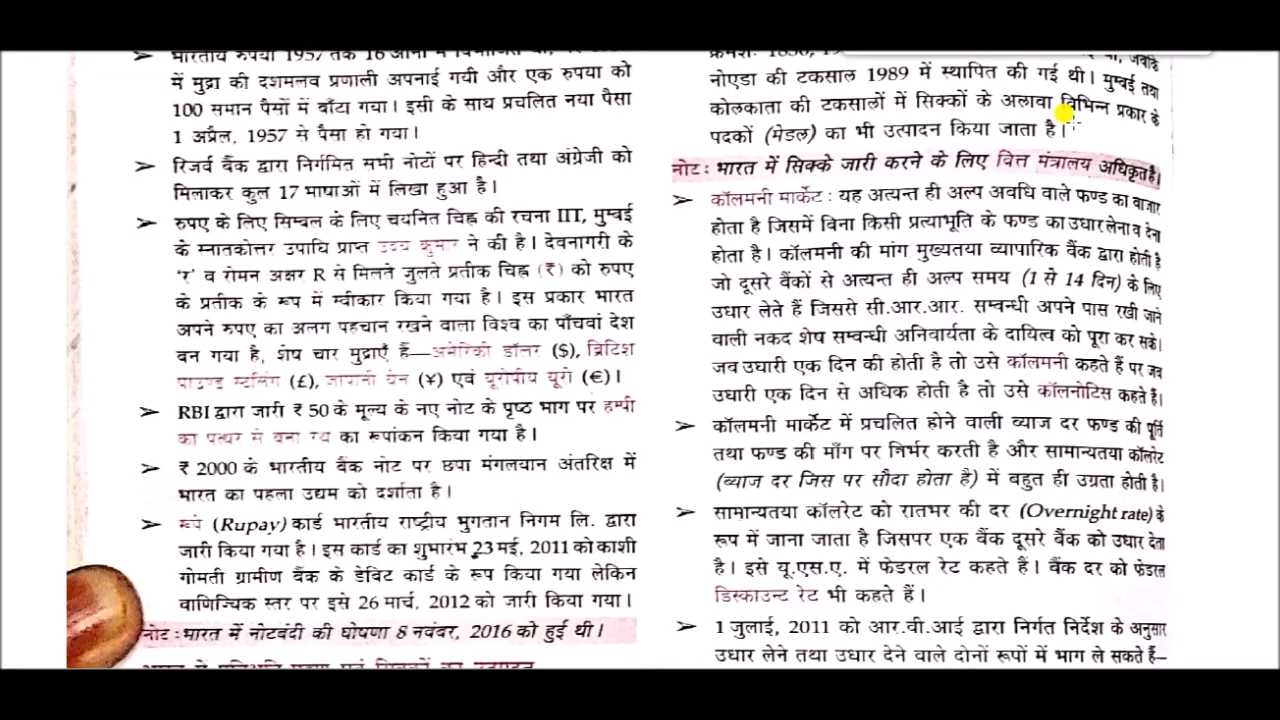 भारतीय रुपया 1957 तक 16 आनों में
में मुद्रा की दशमलव प्रणाली अपनाई गयी और एक रुपया को
100 समान पैसों में बाँटा गया। इसी के साथ प्रचलित नया पैसा
1 अप्रैल, 1957 से पैसा हो गया।
➢ रिजर्व बैंक द्वारा निर्गमित सभी नोटों पर हिन्दी तथा अंग्रेजी को
मिलाकर कुल 17 भाषाओं में लिखा हुआ है।
➢ रुपए के लिए सिम्बल के लिए चयनित चिह्न की रचना IIT, मुम्बई
के स्नातकोत्तर उपाधि प्राप्त उदय कुमार ने की है। देवनागरी के
'र' व रोमन अक्षर R से मिलते जुलते प्रतीक चिह्न (₹) को रुपए
के प्रतीक के रूप में स्वीकार किया गया है। इस प्रकार भारत
अपने रुपए का अलग पहचान रखने वाला विश्व का पाँचवां देश
बन गया है, शेष चार मुद्राएँ हैं—अमेरिकी डॉलर ($), ब्रिटिश
पाउण्ड स्टर्लिंग (£), जापानी येन (¥) एवं यूरोपीय यूरो (€)।
➢ RBI द्वारा जारी ₹ 50 के मूल्य के नए नोट के पृष्ठ भाग पर हम्पी
का पत्थर से बना रथ का रूपांकन किया गया है।
➢ ₹ 2000 के भारतीय बैंक नोट पर छपा मंगलयान अंतरिक्ष में
भारत का पहला उद्यम को दर्शाता है।
➢ रूपे (Rupay) कार्ड भारतीय राष्ट्रीय भुगतान निगम लि. द्वारा
जारी किया गया है। इस कार्ड का शुभारंभ 23 मई, 2011 को काशी
गोमती ग्रामीण बैंक के डेबिट कार्ड के रूप किया गया लेकिन
वाणिज्यिक स्तर पर इसे 26 मार्च, 2012 को जारी किया गया।
नोट : भारत में नोटबंदी की घोषणा 8 नवंबर, 2016 को हुई थी।
क्रमशः जबकि
नोएडा की टकसाल 1989 में स्थापित की गई थी। मुम्बई तथा
कोलकाता की टकसालों में सिक्कों के अलावा विभिन्न प्रकार के
पदकों (मेडल) का भी उत्पादन किया जाता है।
नोट : भारत में सिक्के जारी करने के लिए वित्त मंत्रालय अधिकृत है।
➢ कॉलमनी मार्केट : यह अत्यन्त ही अल्प अवधि वाले फण्ड का बाजार
होता है जिसमें बिना किसी प्रत्याभूति के फण्ड का उधार लेना व देना
होता है। कॉलमनी की मांग मुख्यतया व्यापारिक बैंक द्वारा होती है
जो दूसरे बैंकों से अत्यन्त ही अल्प समय (1 से 14 दिन) के लिए
उधार लेते हैं जिससे सी.आर.आर. सम्बन्धी अपने पास रखी जाने
वाली नकद शेष सम्बन्धी अनिवार्यता के दायित्व को पूरा कर सके।
जब उधारी एक दिन की होती है तो उसे कॉलमनी कहते हैं पर जब
उधारी एक दिन से अधिक होती है तो उसे कॉलनोटिस कहते है।
➢ कॉलमनी मार्केट में प्रचलित होने वाली ब्याज दर फण्ड की पूर्ति
तथा फण्ड की माँग पर निर्भर करती है और सामान्यतया कॉलरेट
(ब्याज दर जिस पर सौदा होता है) में बहुत ही उग्रता होती है।
➢ सामान्यतया कॉलरेट को रातभर की दर (Overnight rate) के
रूप में जाना जाता है जिसपर एक बैंक दूसरे बैंक को उधार देता
है। इसे यू.एस.ए. में फेडरल रेट कहते हैं। बैंक दर को फेडरल
डिस्काउन्ट रेट भी कहते हैं।
➢ 1 जुलाई, 2011 को आर.वी.आई द्वारा निर्गत निर्देश के अनुसार
उधार लेने तथा उधार देने वाले दोनों रूपों में भाग ले सकते हैं—